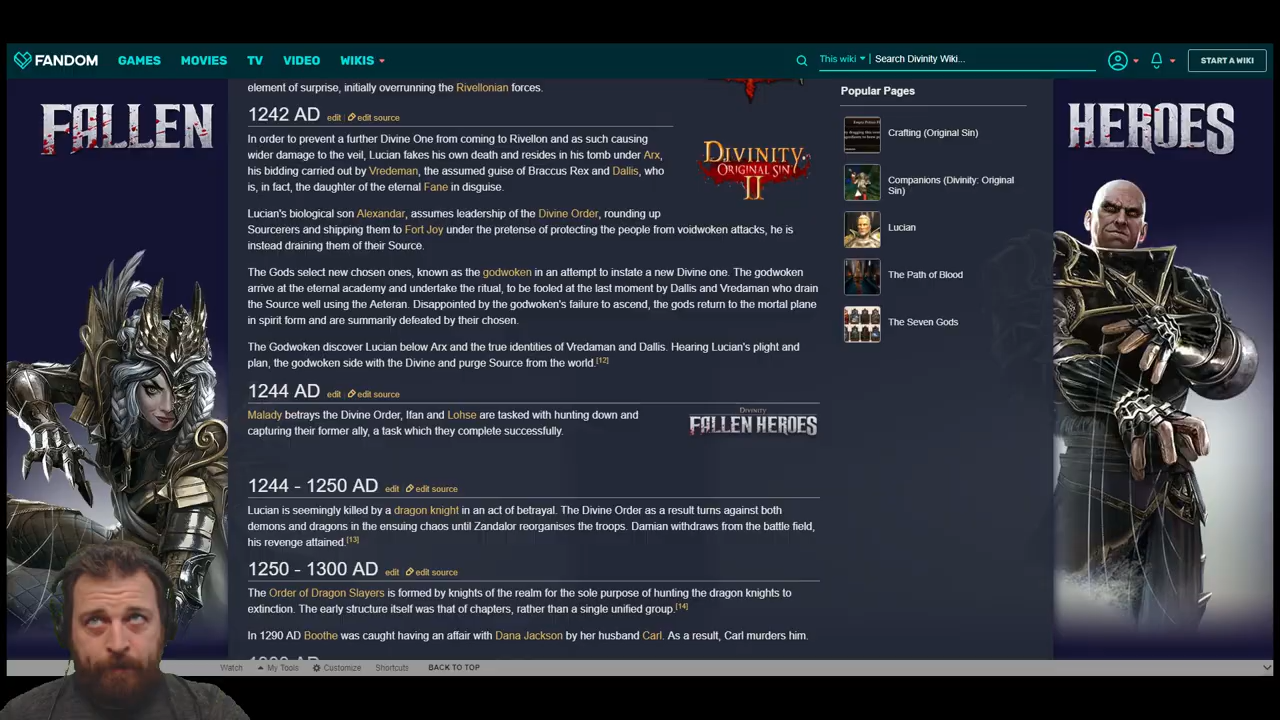 FANDOM GAMES MOVIES TV VIDEO WIKIS This wiki Search Divinity Wiki... START A WIKI
element of surprise, initially overrunning the Rivellonian forces.
1242 AD edit edit source
In order to prevent a further Divine One from coming to Rivellon and as such causing
wider damage to the veil, Lucian fakes his own death and resides in his tomb under Arx,
his bidding carried out by Vredeman, the assumed guise of Braccus Rex and Dallis, who
is, in fact, the daughter of the eternal Fane in disguise.
DIVINITY
ORIGINAL SIN
II
Lucian's biological son Alexandar, assumes leadership of the Divine Order, rounding up
Sourcerers and shipping them to Fort Joy under the pretense of protecting the people from voidwoken attacks, he is
instead draining them of their Source.
The Gods select new chosen ones, known as the godwoken in an attempt to instate a new Divine one. The godwoken
arrive at the eternal academy and undertake the ritual, to be fooled at the last moment by Dallis and Vredaman who drain
the Source well using the Aeteran. Disappointed by the godwoken's failure to ascend, the gods return to the mortal plane
in spirit form and are summarily defeated by their chosen.
The Godwoken discover Lucian below Arx and the true identities of Vredaman and Dallis. Hearing Lucian's plight and
plan, the godwoken side with the Divine and purge Source from the world.[12]
1244 AD edit edit source
Malady betrays the Divine Order, Ifan and Lohse are tasked with hunting down and
capturing their former ally, a task which they complete successfully.
DIVINITY
FALLEN HEROES
1244 - 1250 AD edit edit source
Lucian is seemingly killed by a dragon knight in an act of betrayal. The Divine Order as a result turns against both
demons and dragons in the ensuing chaos until Zandalor reorganises the troops. Damian withdraws from the battle field,
his revenge attained.[13]
1250 - 1300 AD edit edit source
The Order of Dragon Slayers is formed by knights of the realm for the sole purpose of hunting the dragon knights to
extinction. The early structure itself was that of chapters, rather than a single unified group.[14]
In 1290 AD Boothe was caught having an affair with Dana Jackson by her husband Carl. As a result, Carl murders him.
Popular Pages
Crafting (Original Sin)
Companions (Divinity: Original
Sin)
Lucian
The Path of Blood
The Seven Gods
FALLEN
HEROES
Watch My Tools Customize Shortcuts BACK TO TOP